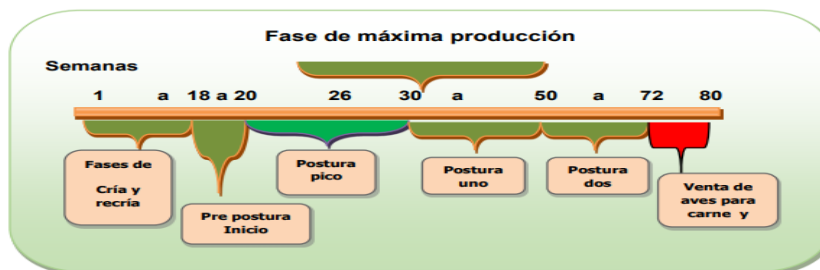 Fase de máxima producción
Semanas
1 a 18 a 20 26 30 a 50 a 72 80
Fases de
Cría y
recría
Pre postura
Inicio
Postura
pico
Postura
uno
Postura
dos
Venta de
aves para
carne y